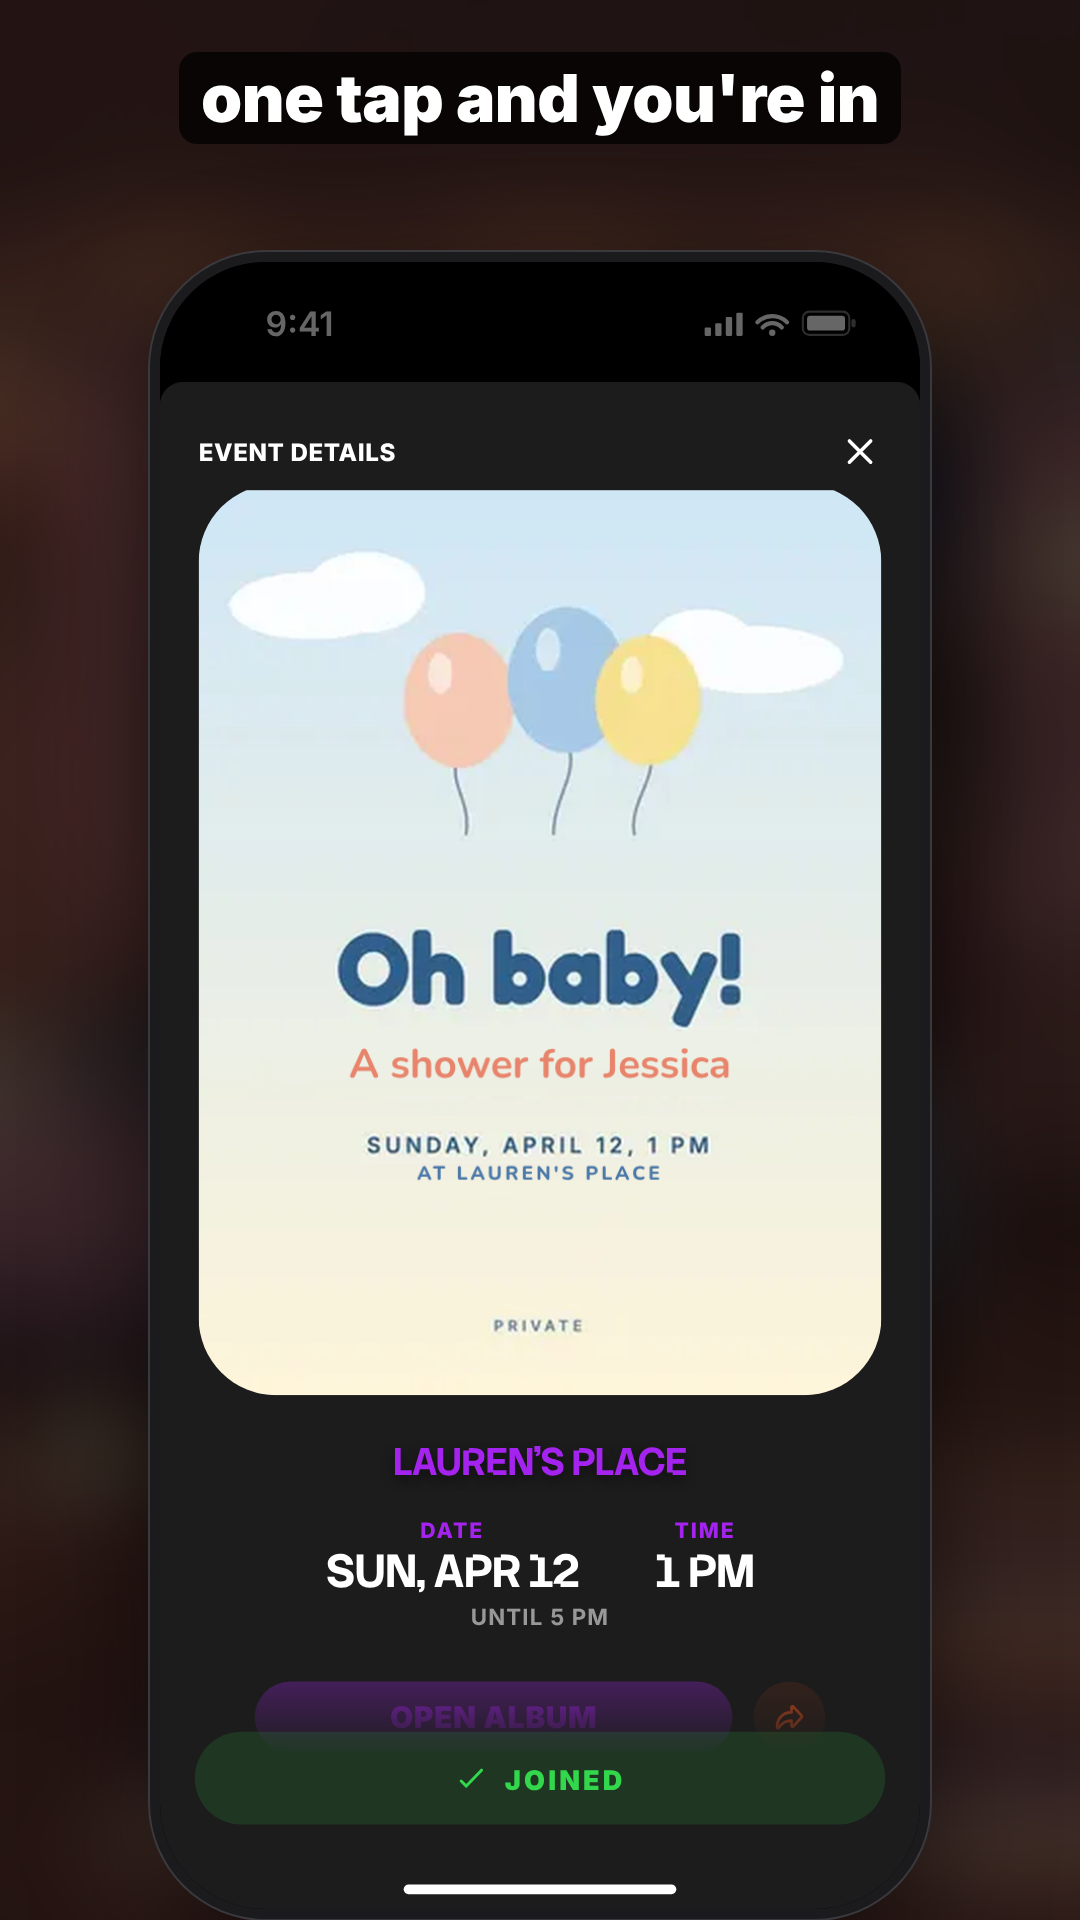 one tap and you're in
9:41
EVENT DETAILS
Oh baby!
A shower for Jessica
SUNDAY, APRIL 12, 1 PM
AT LAUREN'S PLACE
PRIVATE
LAUREN’S PLACE
DATE TIME
SUN, APR 12 1 PM
UNTIL 5 PM
OPEN ALBUM
JOINED